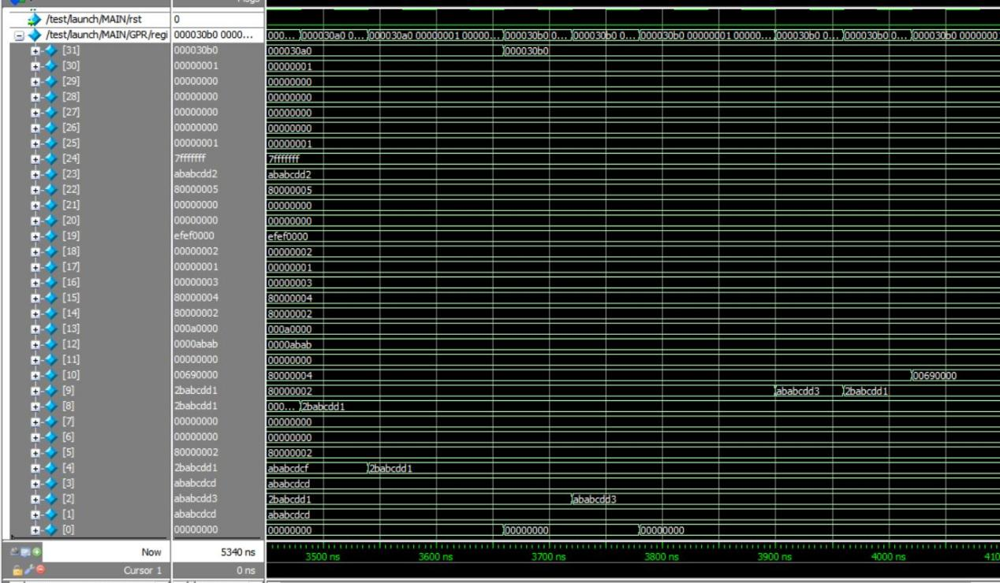 Msgs
/test/launch/MAIN/rst 0
/test/launch/MAIN/GPR/regi 000030b0 0000... 000... 000030a0 0... 000030a0 00000001 00000... 000030b0 0... 000030b0 0... 000030b0 00000001 00000... 000030b0 0... 000030b0 0... 000030b0 0000000
[31] 000030b0 000030a0 000030b0
[30] 00000001 00000001
[29] 00000000 00000000
[28] 00000000 00000000
[27] 00000000 00000000
[26] 00000000 00000000
[25] 00000001 00000001
[24] 7fffffff 7fffffff
[23] ababcdd2 ababcdd2
[22] 80000005 80000005
[21] 00000000 00000000
[20] 00000000 00000000
[19] efef0000 efef0000
[18] 00000002 00000002
[17] 00000001 00000001
[16] 00000003 00000003
[15] 80000004 80000004
[14] 80000002 80000002
[13] 000a0000 000a0000
[12] 0000abab 0000abab
[11] 00000000 00000000
[10] 00690000 80000004 00690000
[9] 2babcdd1 80000002 ababcdd3 2babcdd1
[8] 2babcdd1 000... 2babcdd1
[7] 00000000 00000000
[6] 00000000 00000000
[5] 80000002 80000002
[4] 2babcdd1 ababcdcf 2babcdd1
[3] ababcdcd ababcdcd
[2] ababcdd3 2babcdd1 ababcdd3
[1] ababcdcd ababcdcd
[0] 00000000 00000000 00000000 00000000
Now 5340 ns
3500 ns 3600 ns 3700 ns 3800 ns 3900 ns 4000 ns 410
Cursor 1 0 ns